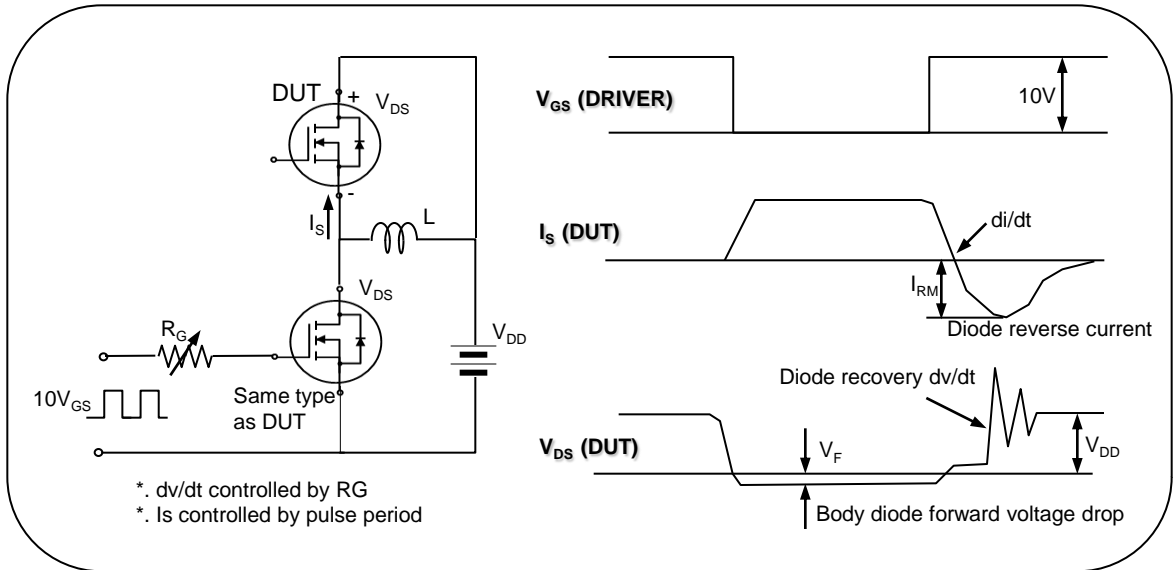 DUT
+
V_DS
-
I_S
L
V_DS
R_G
V_DD
10V_GS
Same type
as DUT
*. dv/dt controlled by RG
*. Is controlled by pulse period
V_GS (DRIVER)
10V
I_S (DUT)
di/dt
I_RM
Diode reverse current
Diode recovery dv/dt
V_DS (DUT)
V_F
V_DD
Body diode forward voltage drop